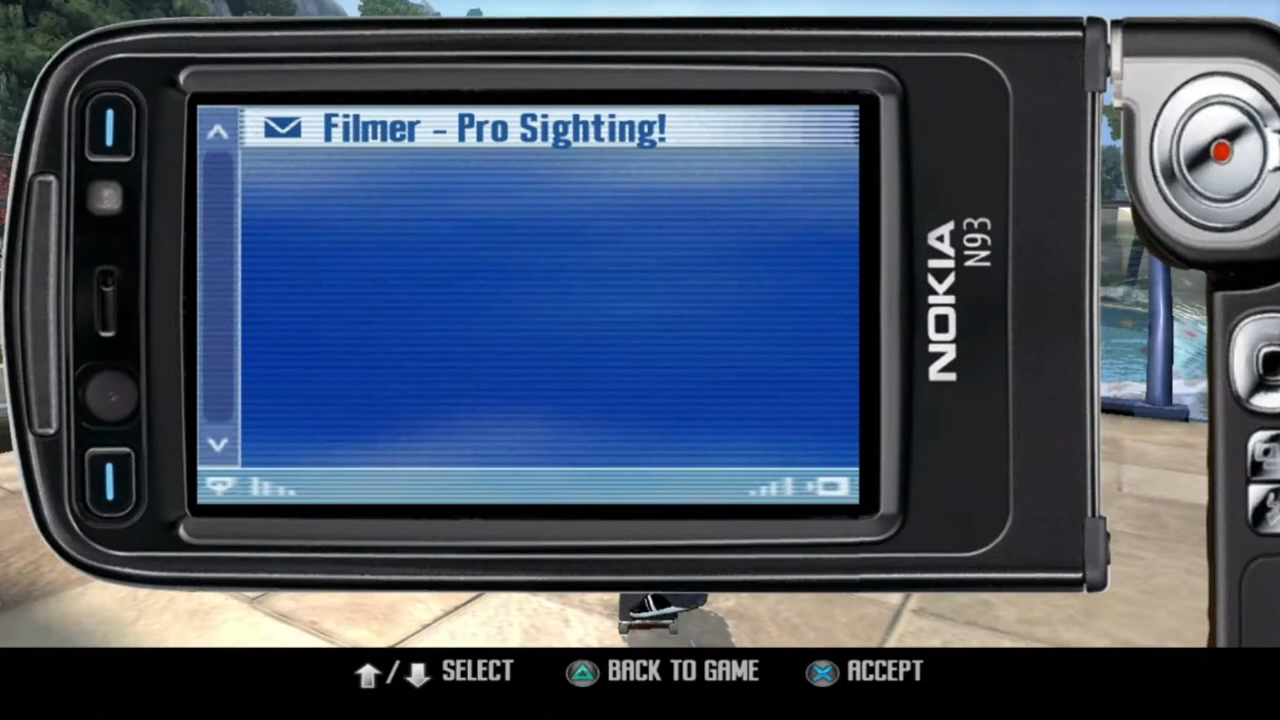 Filmer - Pro Sighting!
NOKIA
N93
/ SELECT
BACK TO GAME
ACCEPT